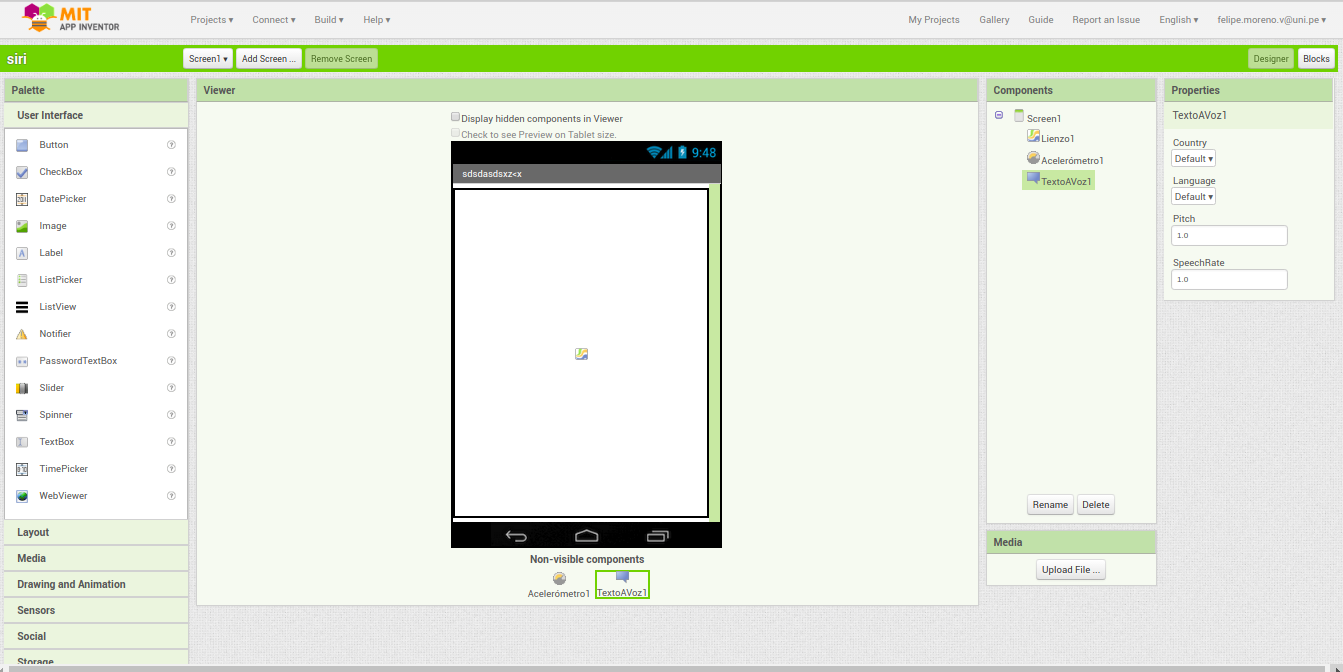 MIT
APP INVENTOR
Projects ▾ Connect ▾ Build ▾ Help ▾ My Projects Gallery Guide Report an Issue English ▾ felipe.moreno.v@uni.pe ▾
siri Screen1 ▾ Add Screen ... Remove Screen Designer Blocks
Palette
User Interface
Button
CheckBox
DatePicker
Image
Label
ListPicker
ListView
Notifier
PasswordTextBox
Slider
Spinner
TextBox
TimePicker
WebViewer
Layout
Media
Drawing and Animation
Sensors
Social
Storage
Viewer
Display hidden components in Viewer
Check to see Preview on Tablet size.
9:48
sdsdasdsxz<x
Non-visible components
Acelerómetro1 TextoAVoz1
Components
Screen1
Lienzo1
Acelerómetro1
TextoAVoz1
Rename Delete
Media
Upload File ...
Properties
TextoAVoz1
Country
Default ▾
Language
Default ▾
Pitch
1.0
SpeechRate
1.0